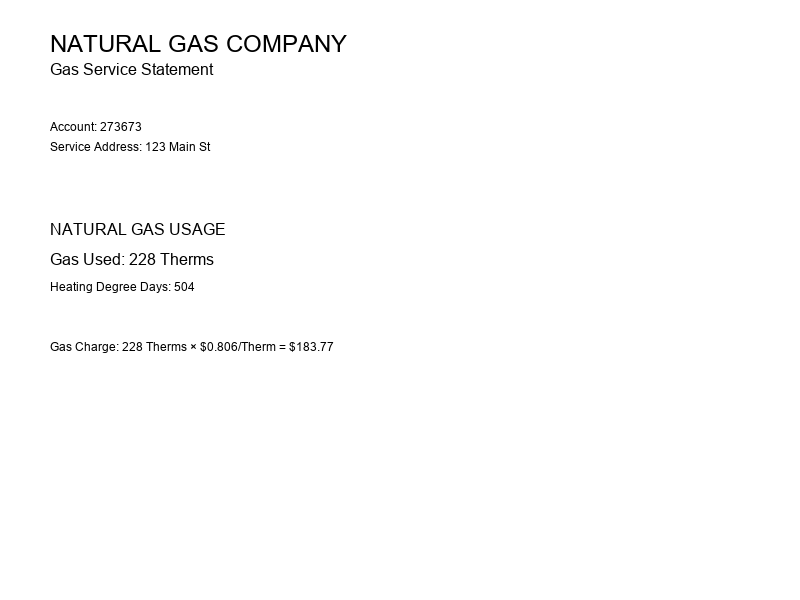 NATURAL GAS COMPANY
Gas Service Statement
Account: 273673
Service Address: 123 Main St
NATURAL GAS USAGE
Gas Used: 228 Therms
Heating Degree Days: 504
Gas Charge: 228 Therms × $0.806/Therm = $183.77